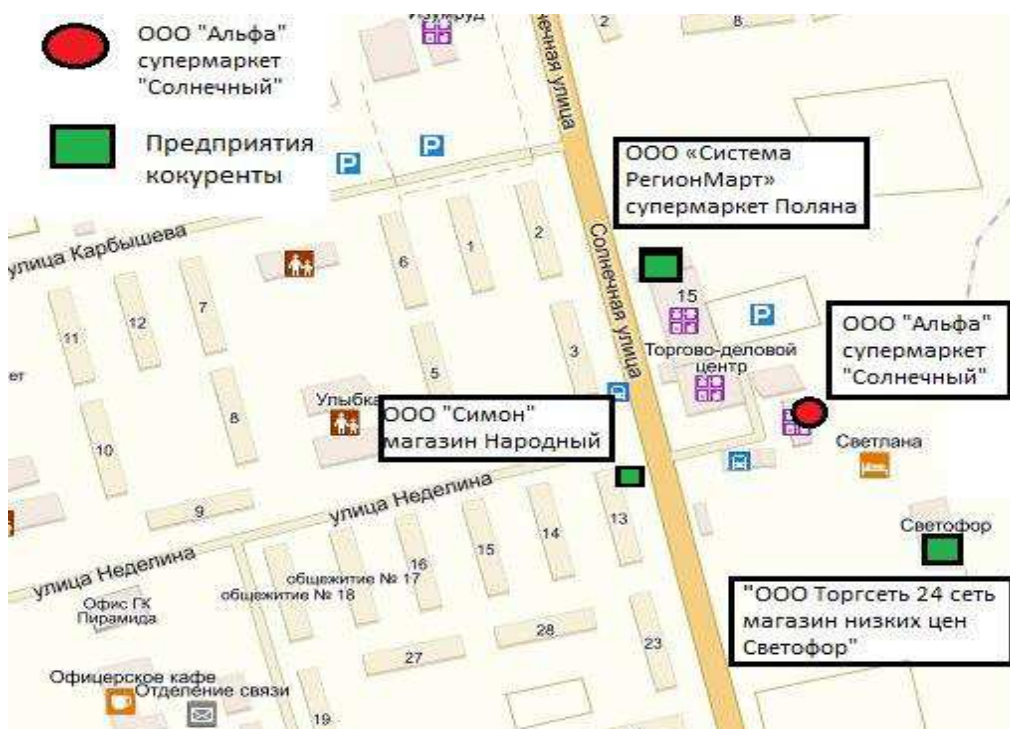 ООО "Альфа"
супермаркет
"Солнечный"
Предприятия
кокуренты
Изумруд
2
8
Солнечная улица
P
P
ООО «Система
РегионМарт»
супермаркет Поляна
улица Карбышева
6
1
2
Солнечная улица
11
12
7
15
P
5
3
Торгово-деловой
центр
ООО "Альфа"
супермаркет
"Солнечный"
ет
10
8
Улыбка
ООО "Симон"
магазин Народный
Светлана
9
улица Неделина
13
14
15
16
Светофор
улица Неделина
общежитие № 17
общежитие № 18
Офис ГК
Пирамида
"ООО Торгсеть 24 сеть
магазин низких цен
Светофор"
27
28
23
Офицерское кафе
Отделение связи
19